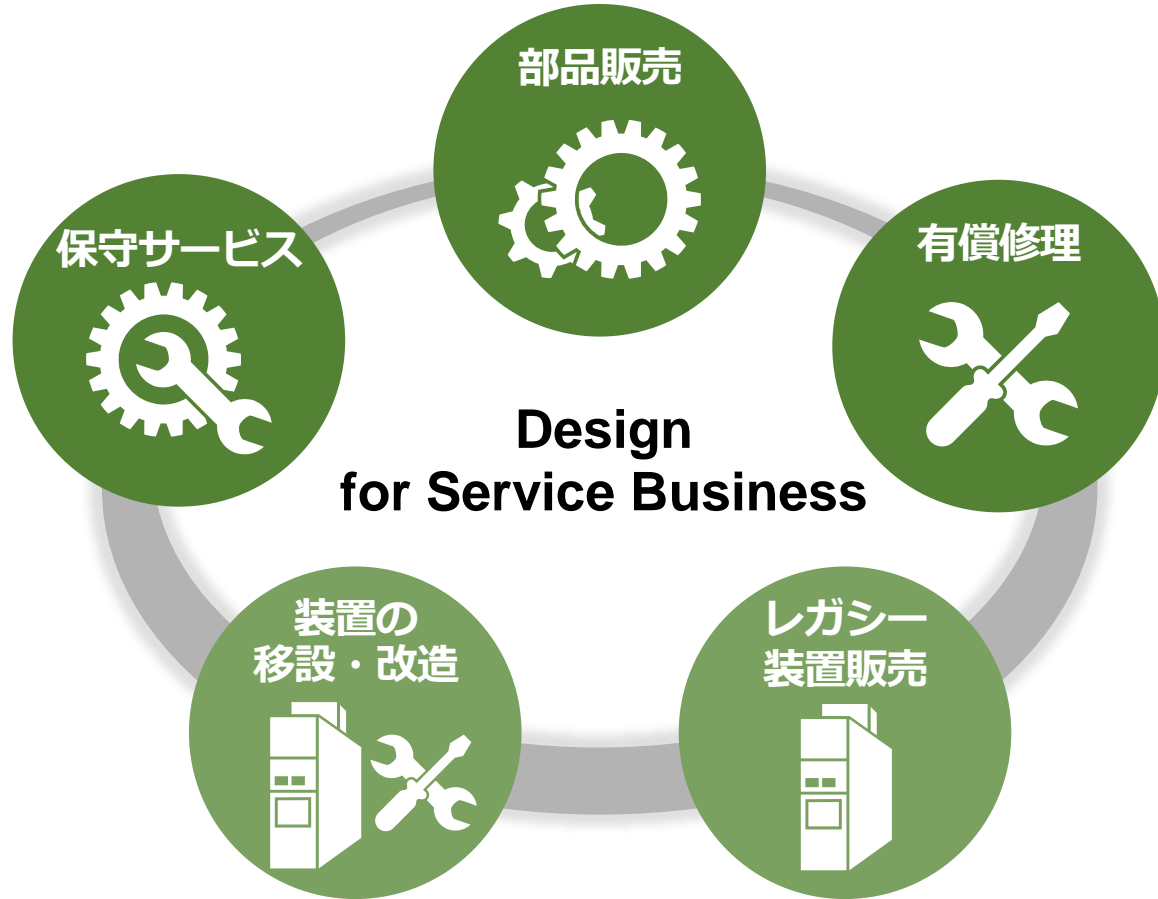 部品販売
保守サービス
有償修理
Design
for Service Business
装置の
移設・改造
レガシー
装置販売